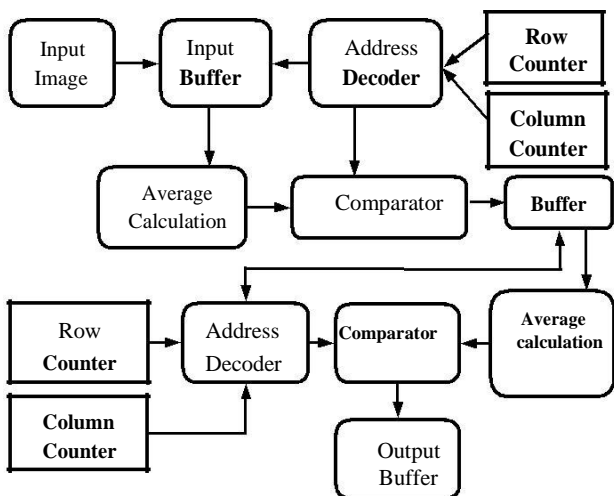 Input
Image
Input
Buffer
Address
Decoder
Row
Counter
Column
Counter
Average
Calculation
Comparator
Buffer
Row
Counter
Address
Decoder
Comparator
Average
calculation
Column
Counter
Output
Buffer